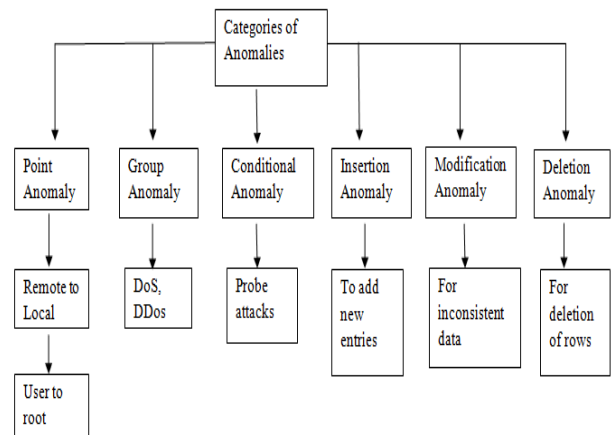 Categories of
Anomalies
Point
Anomaly
Group
Anomaly
Conditional
Anomaly
Insertion
Anomaly
Modification
Anomaly
Deletion
Anomaly
Remote to
Local
DoS,
DDos
Probe
attacks
To add
new
entries
For
inconsistent
data
For
deletion
of rows
User to
root